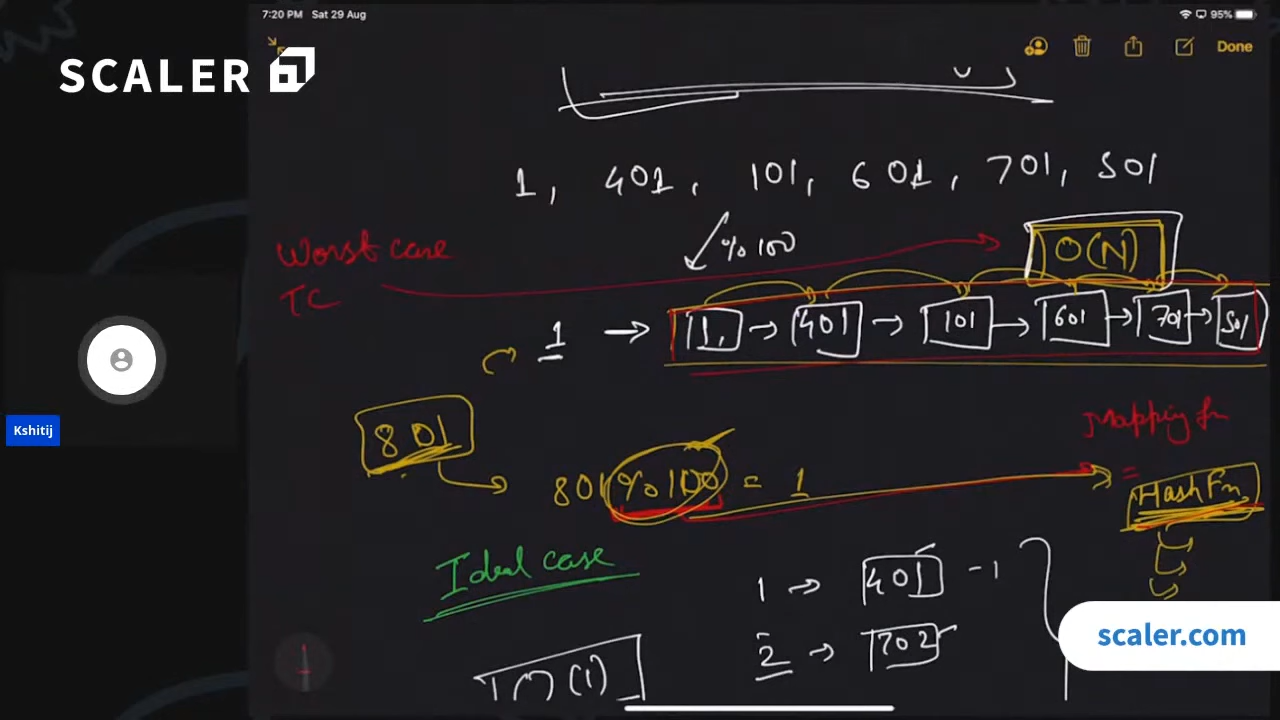 7:20 PM Sat 29 Aug
95%
SCALER
Done
1, 401, 101, 601, 701, 501
Worst case
TC
% 100
O(N)
1 → 1, → 401 → 101 → 601 → 701 → 501
Kshitij
801
Mapping fn
=
801 % 100 = 1
Hash Fn.
Ideal case
1 → 401 - 1
2 → 702
(1)
scaler.com